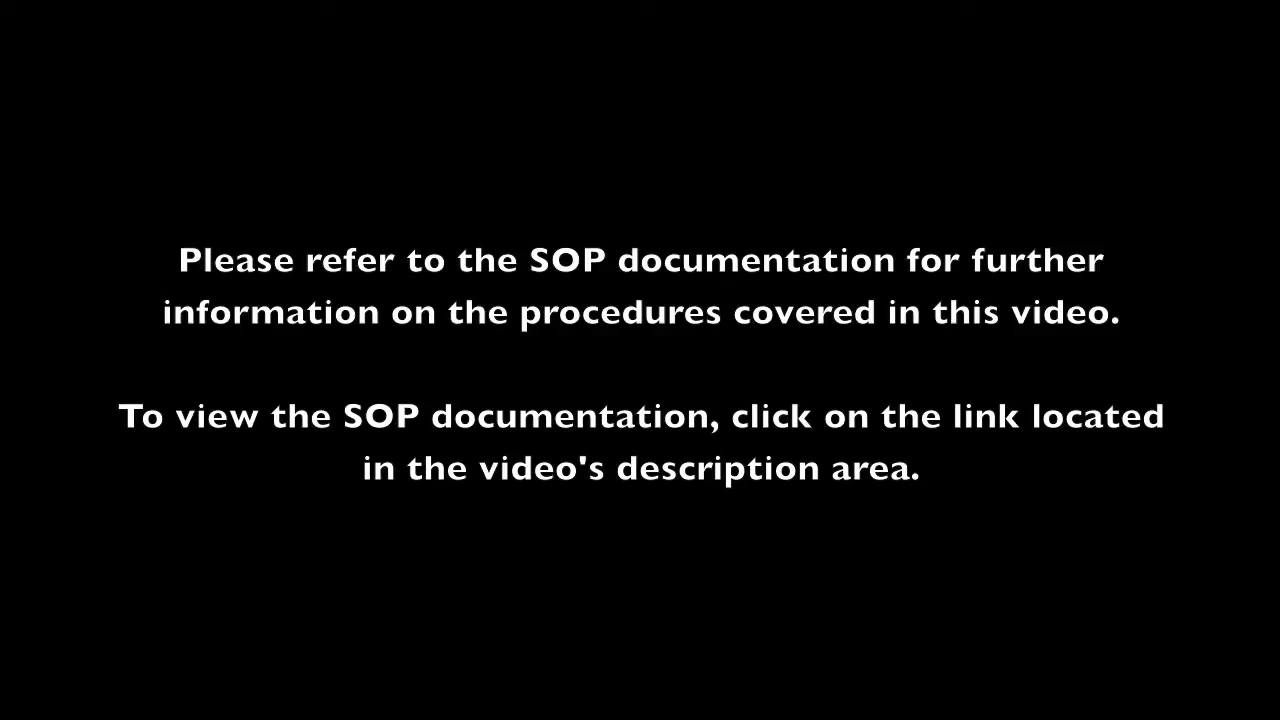 Please refer to the SOP documentation for further
information on the procedures covered in this video.
To view the SOP documentation, click on the link located
in the video's description area.